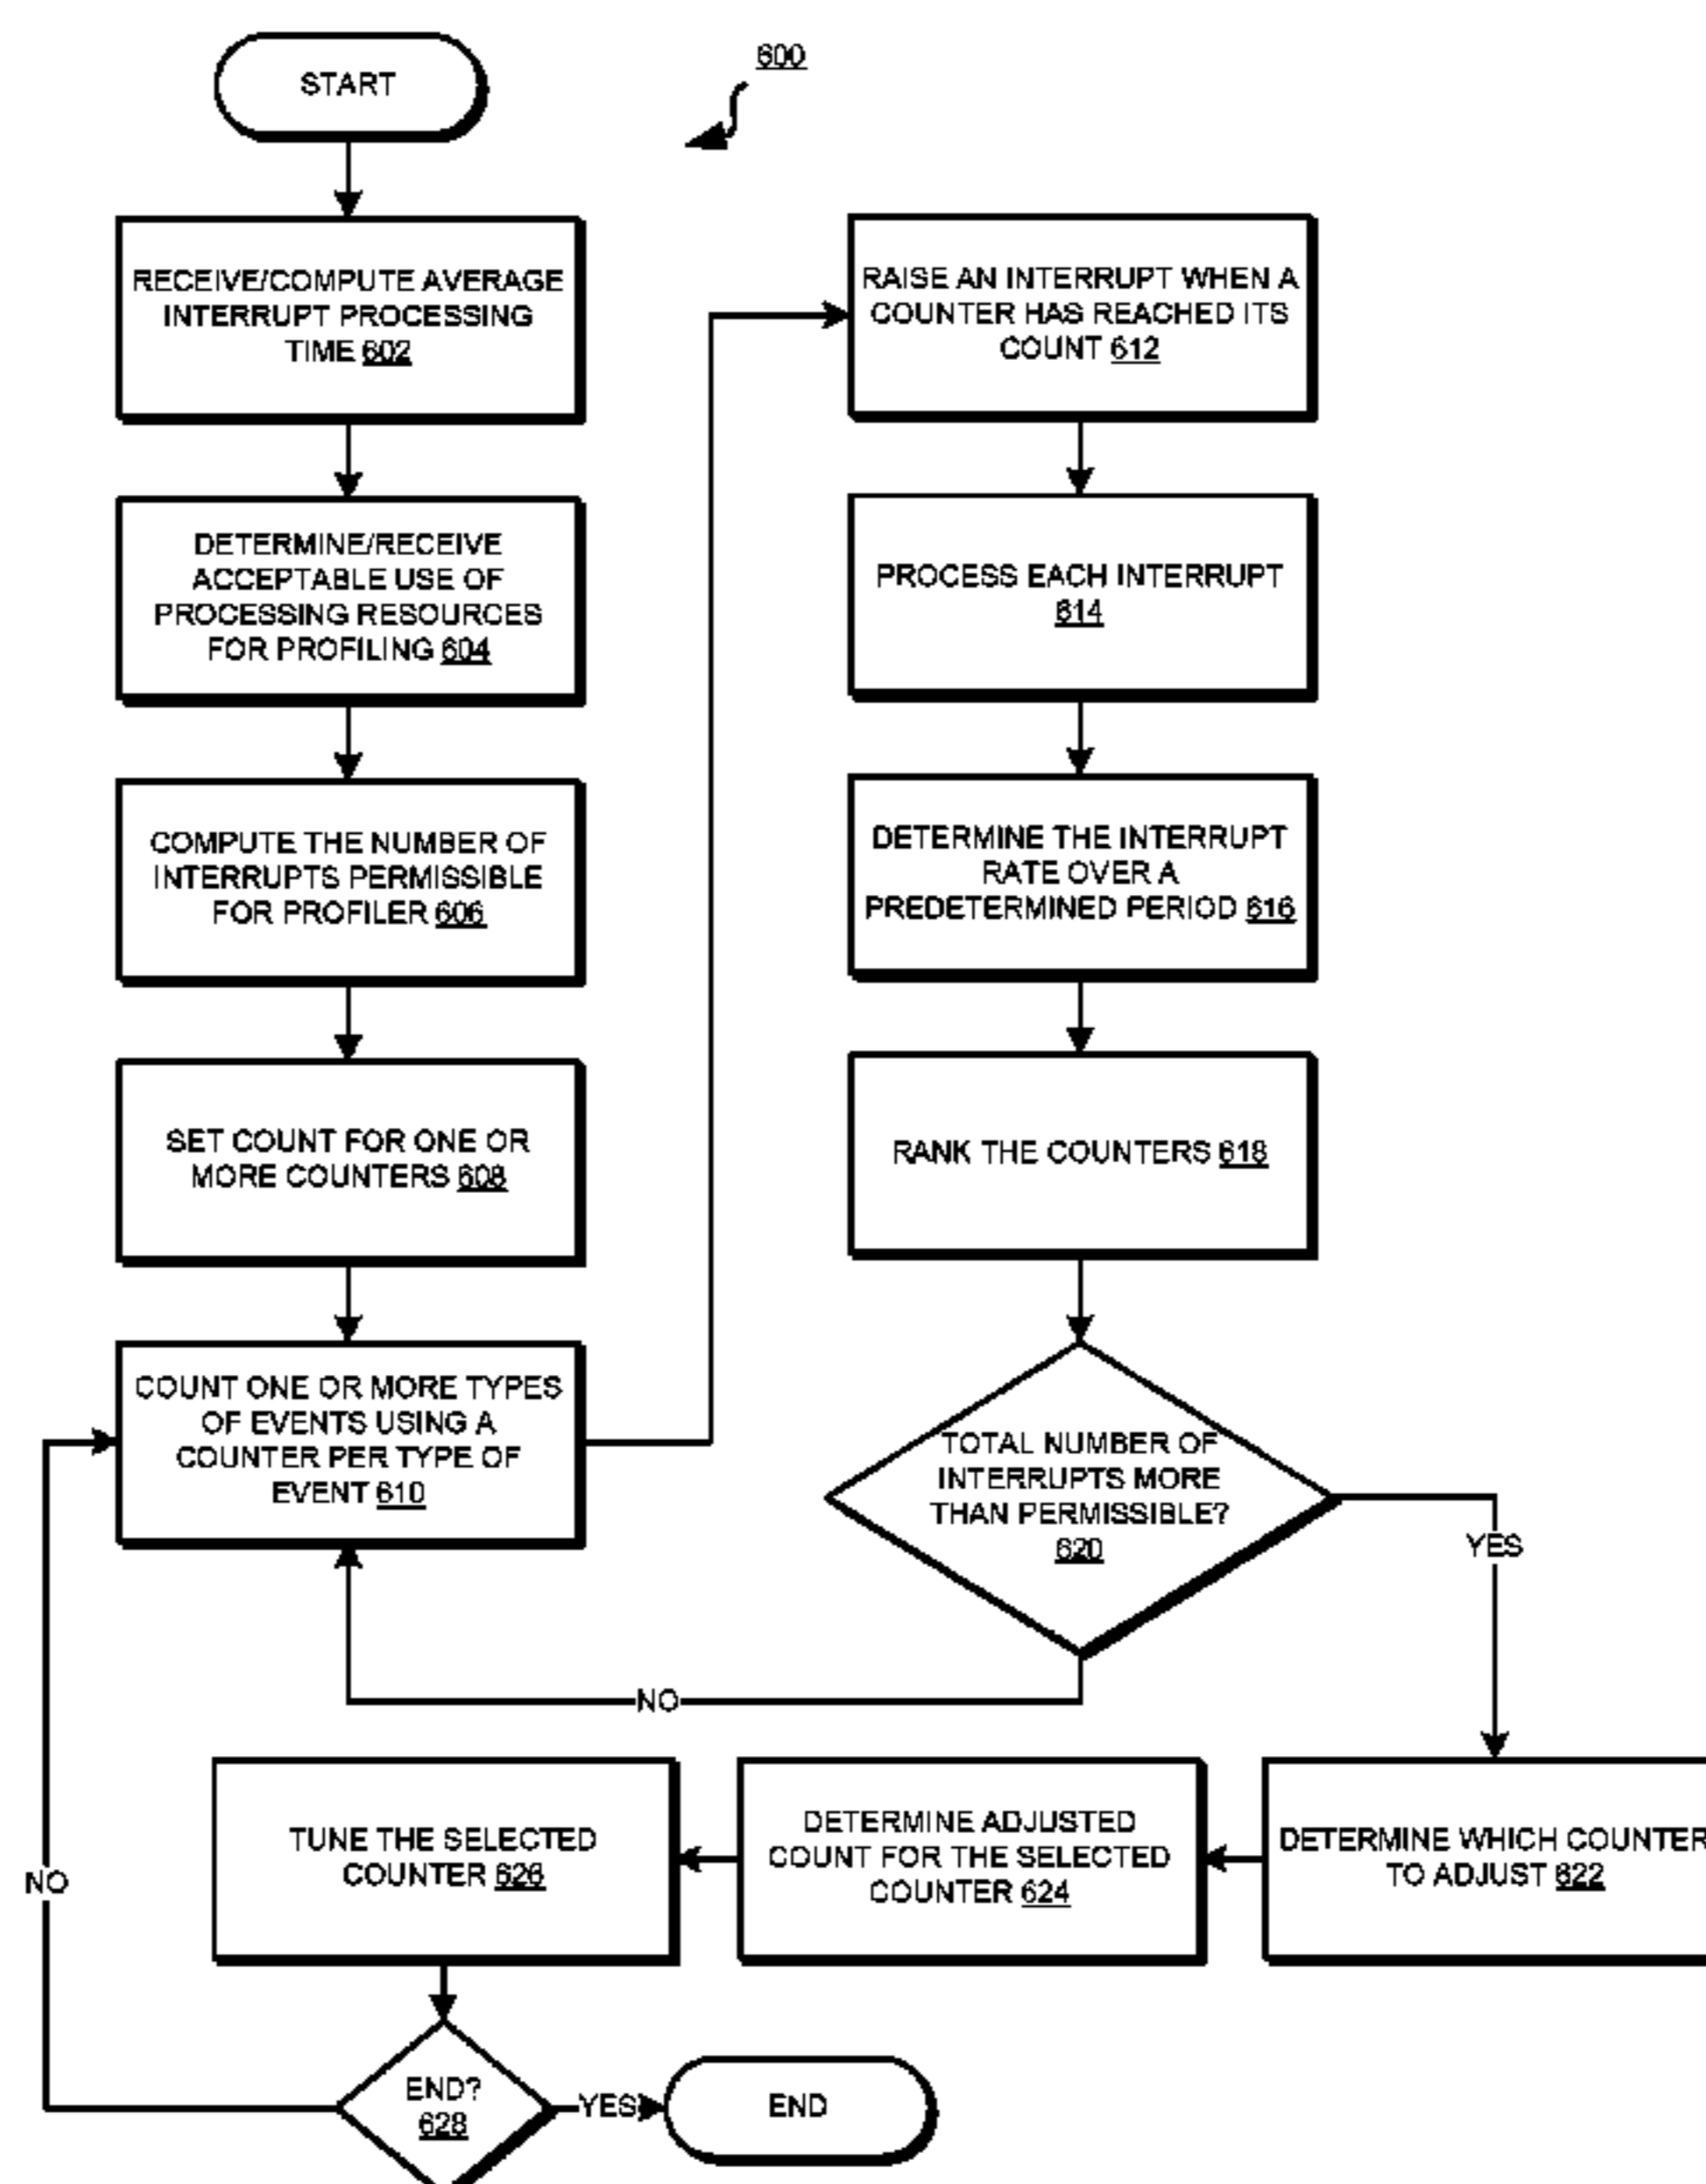 START
600
RECEIVE/COMPUTE AVERAGE
INTERRUPT PROCESSING
TIME 602
DETERMINE/RECEIVE
ACCEPTABLE USE OF
PROCESSING RESOURCES
FOR PROFILING 604
COMPUTE THE NUMBER OF
INTERRUPTS PERMISSIBLE
FOR PROFILER 606
SET COUNT FOR ONE OR
MORE COUNTERS 608
COUNT ONE OR MORE TYPES
OF EVENTS USING A
COUNTER PER TYPE OF
EVENT 610
RAISE AN INTERRUPT WHEN A
COUNTER HAS REACHED ITS
COUNT 612
PROCESS EACH INTERRUPT
614
DETERMINE THE INTERRUPT
RATE OVER A
PREDETERMINED PERIOD 616
RANK THE COUNTERS 618
TOTAL NUMBER OF
INTERRUPTS MORE
THAN PERMISSIBLE?
620
YES
NO
DETERMINE WHICH COUNTER
TO ADJUST 622
DETERMINE ADJUSTED
COUNT FOR THE SELECTED
COUNTER 624
TUNE THE SELECTED
COUNTER 626
NO
END?
628
YES
END